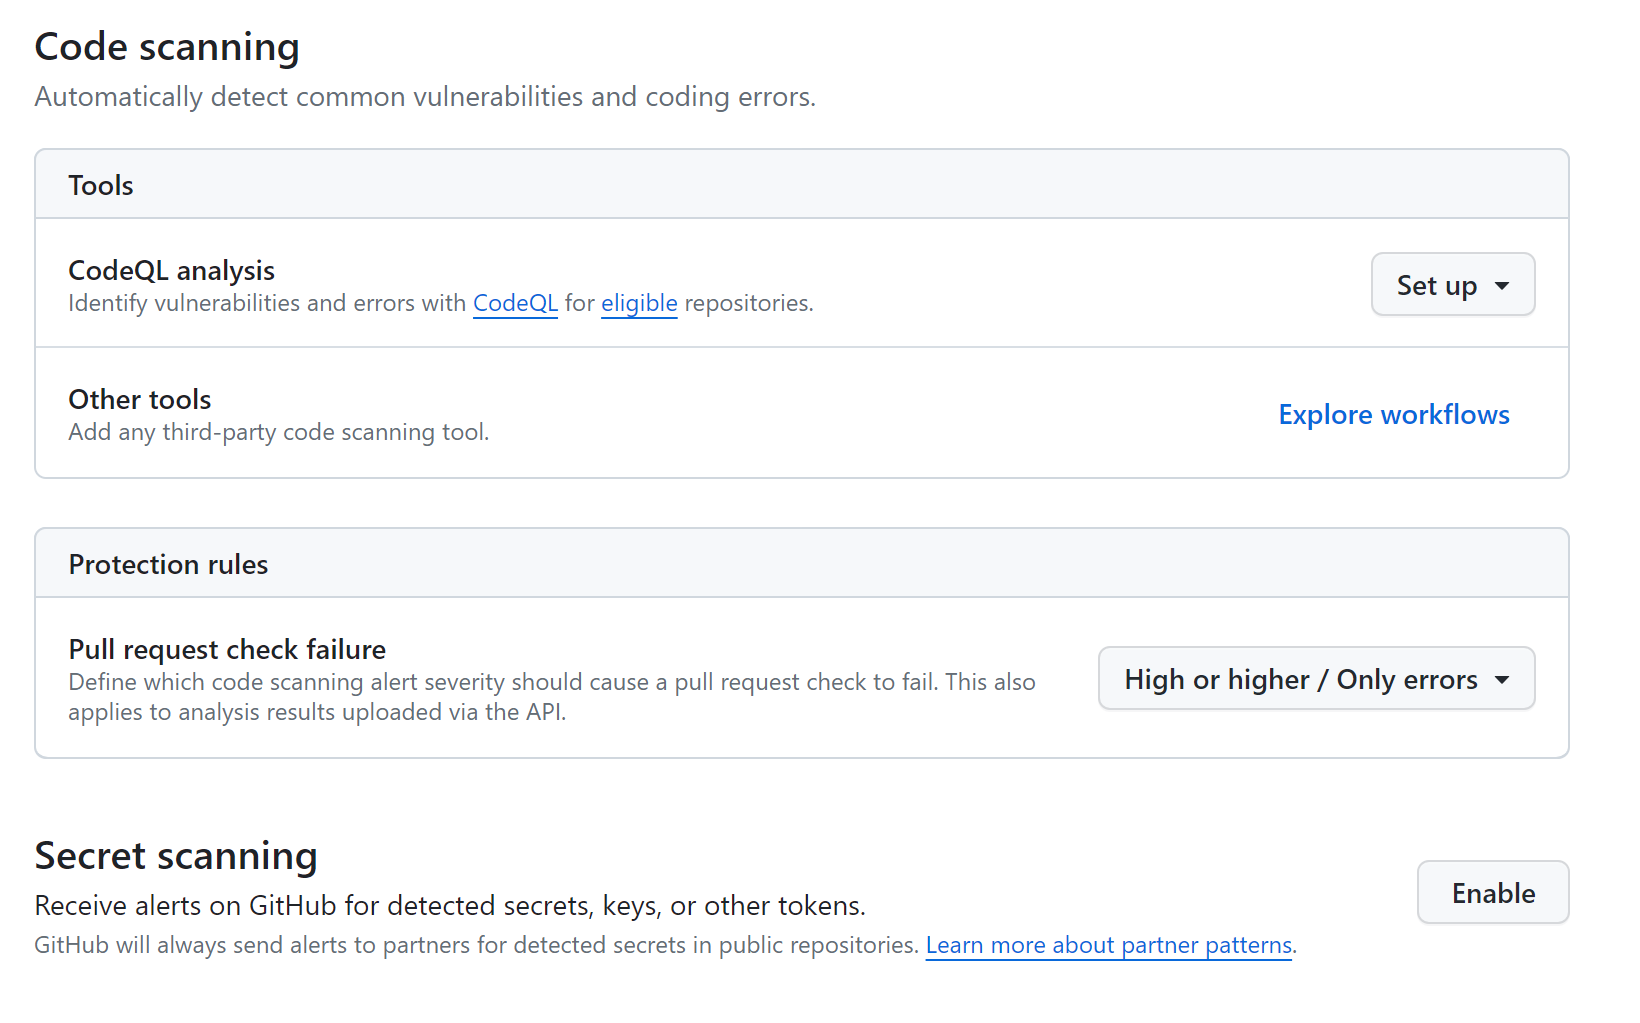 Code scanning
Automatically detect common vulnerabilities and coding errors.
Tools
CodeQL analysis
Identify vulnerabilities and errors with CodeQL for eligible repositories.
Set up
Other tools
Add any third-party code scanning tool.
Explore workflows
Protection rules
Pull request check failure
Define which code scanning alert severity should cause a pull request check to fail. This also
applies to analysis results uploaded via the API.
High or higher / Only errors
Secret scanning
Receive alerts on GitHub for detected secrets, keys, or other tokens.
GitHub will always send alerts to partners for detected secrets in public repositories. Learn more about partner patterns.
Enable